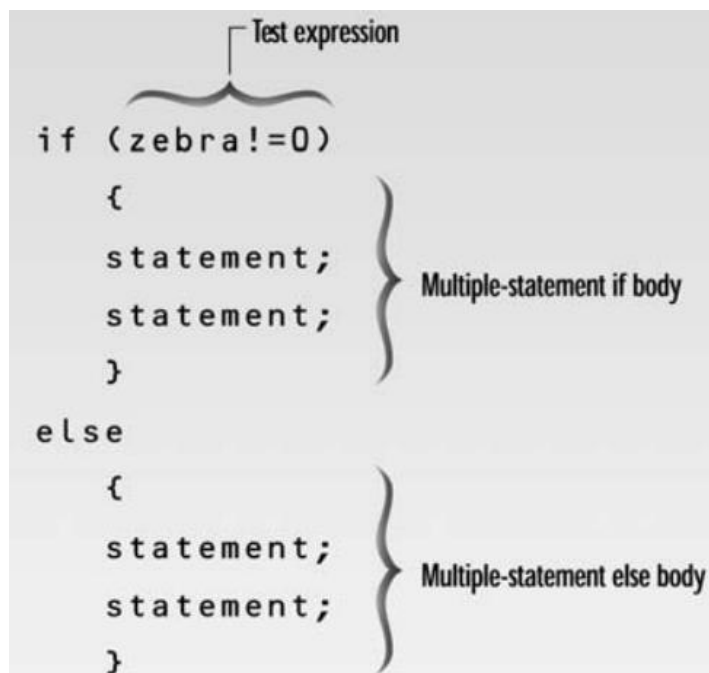 Test expression
if (zebra!=0)
{
statement;
statement;
}
Multiple-statement if body
else
{
statement;
statement;
}
Multiple-statement else body